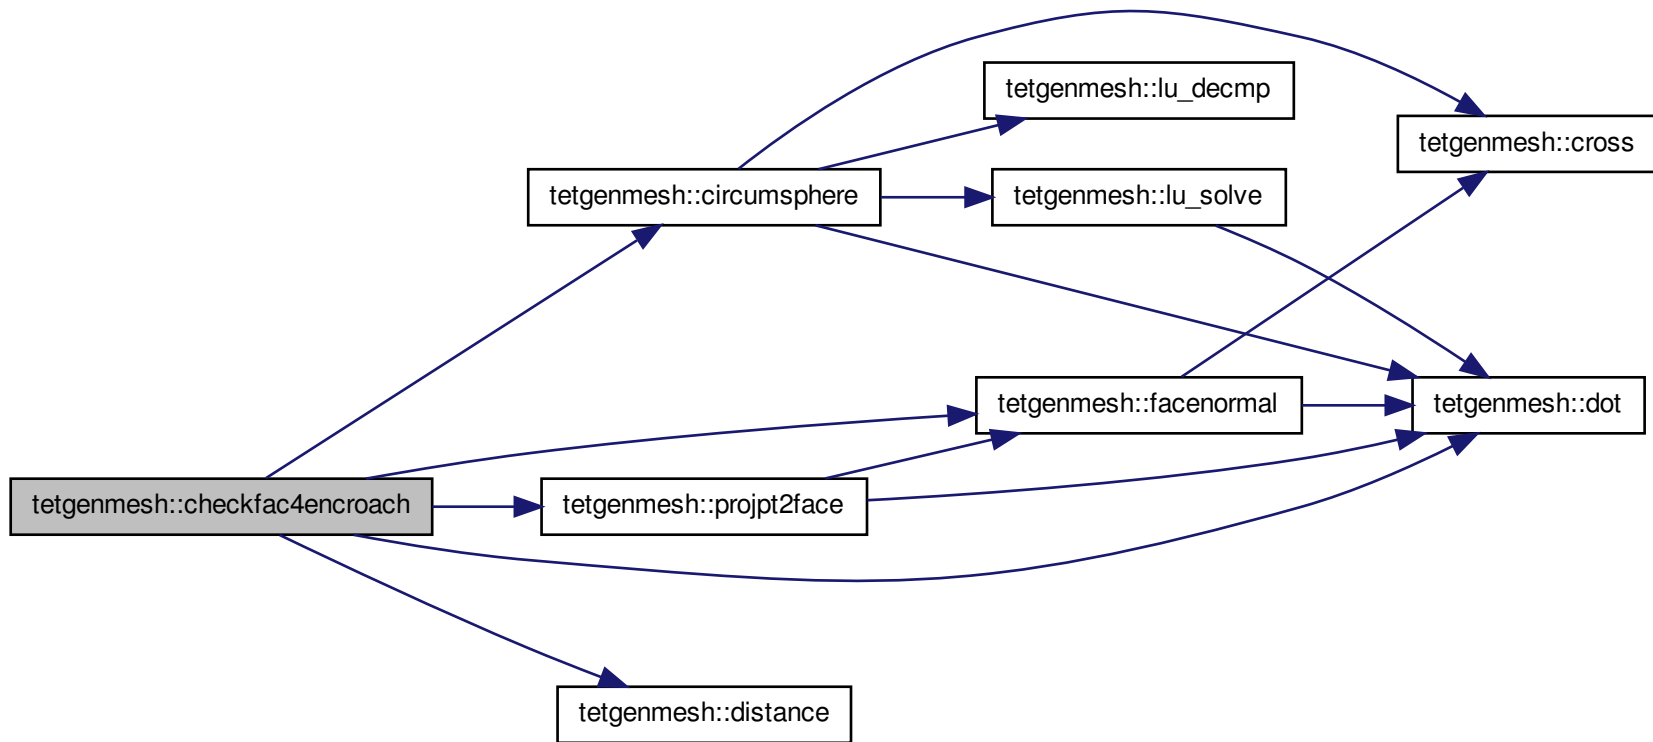 tetgenmesh::lu_decmp
tetgenmesh::cross
tetgenmesh::circumsphere
tetgenmesh::lu_solve
tetgenmesh::facenormal
tetgenmesh::dot
tetgenmesh::checkfac4encroach
tetgenmesh::projpt2face
tetgenmesh::distance